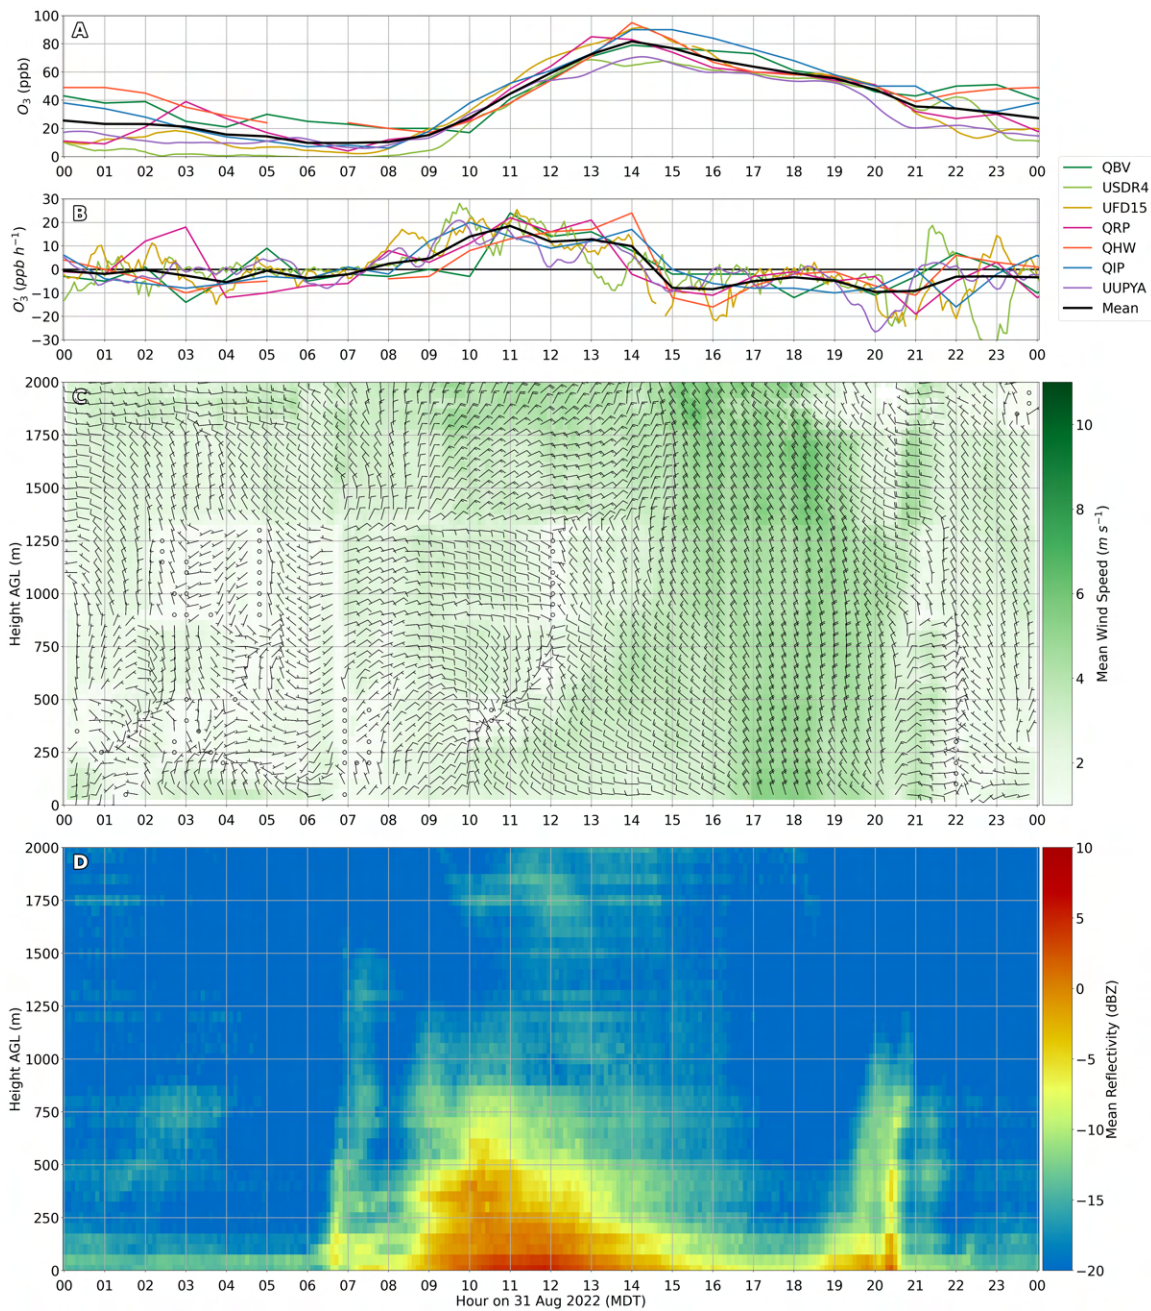 A
O3 (ppb)
100
80
60
40
20
0
00 01 02 03 04 05 06 07 08 09 10 11 12 13 14 15 16 17 18 19 20 21 22 23 00
B
O'3 (ppb h−1)
30
20
10
0
−10
−20
−30
00 01 02 03 04 05 06 07 08 09 10 11 12 13 14 15 16 17 18 19 20 21 22 23 00
QBV
USDR4
UFD15
QRP
QHW
QIP
UUPYA
Mean
C
Height AGL (m)
2000
1750
1500
1250
1000
750
500
250
0
00 01 02 03 04 05 06 07 08 09 10 11 12 13 14 15 16 17 18 19 20 21 22 23 00
10
8
6
4
2
Mean Wind Speed (m s−1)
D
Height AGL (m)
2000
1750
1500
1250
1000
750
500
250
0
00 01 02 03 04 05 06 07 08 09 10 11 12 13 14 15 16 17 18 19 20 21 22 23 00
Hour on 31 Aug 2022 (MDT)
10
5
0
−5
−10
−15
−20
Mean Reflectivity (dBZ)